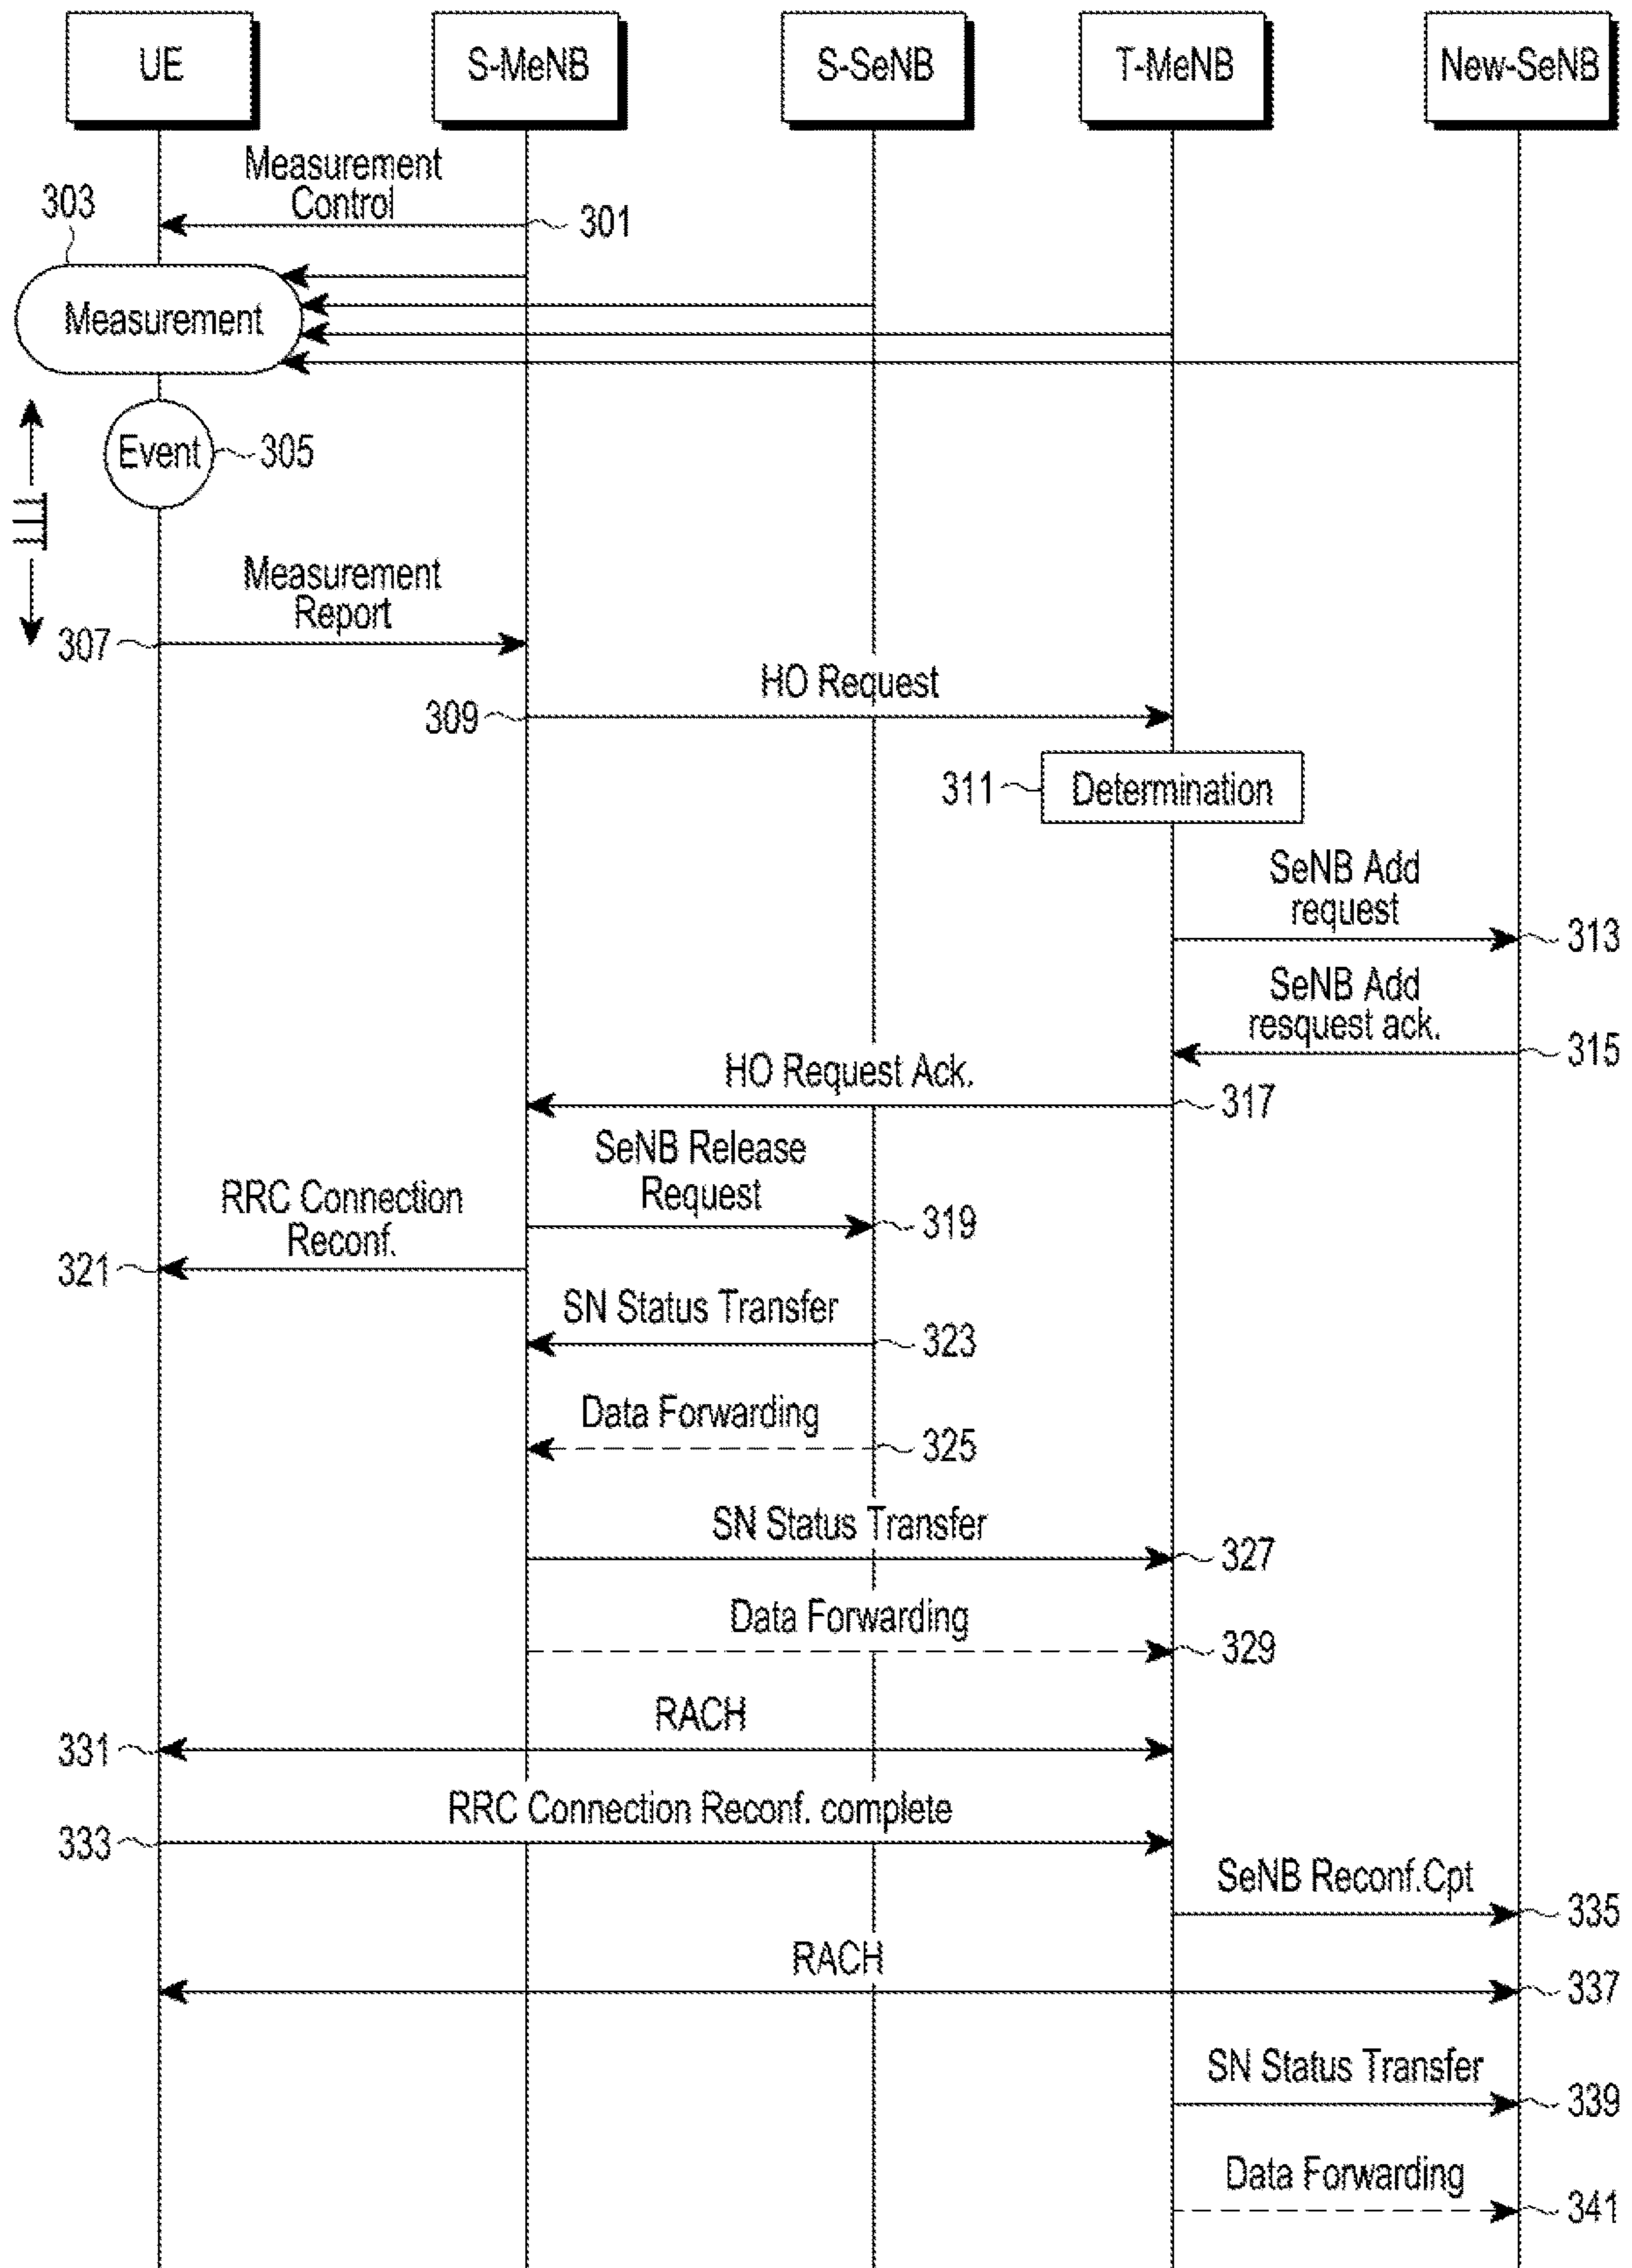 UE
S-MeNB
S-SeNB
T-MeNB
New-SeNB
Measurement
Control
301
303
Measurement
Event
305
TTT
Measurement
Report
307
HO Request
309
311
Determination
SeNB Add
request
313
SeNB Add
resquest ack.
315
HO Request Ack.
317
SeNB Release
Request
319
RRC Connection
Reconf.
321
SN Status Transfer
323
Data Forwarding
325
SN Status Transfer
327
Data Forwarding
329
RACH
331
RRC Connection Reconf. complete
333
SeNB Reconf.Cpt
335
RACH
337
SN Status Transfer
339
Data Forwarding
341